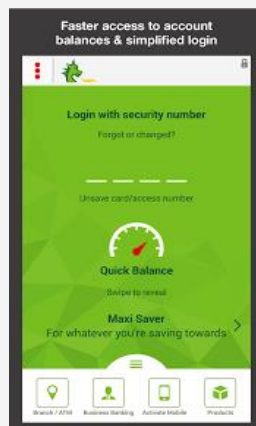 Faster access to account
balances & simplified login
Login with security number
Forgot or changed?
Unsave card/access number
Quick Balance
Swipe to reveal
Maxi Saver
For whatever you're saving towards
Branch / ATM
Business Banking
Activate Mobile
Products